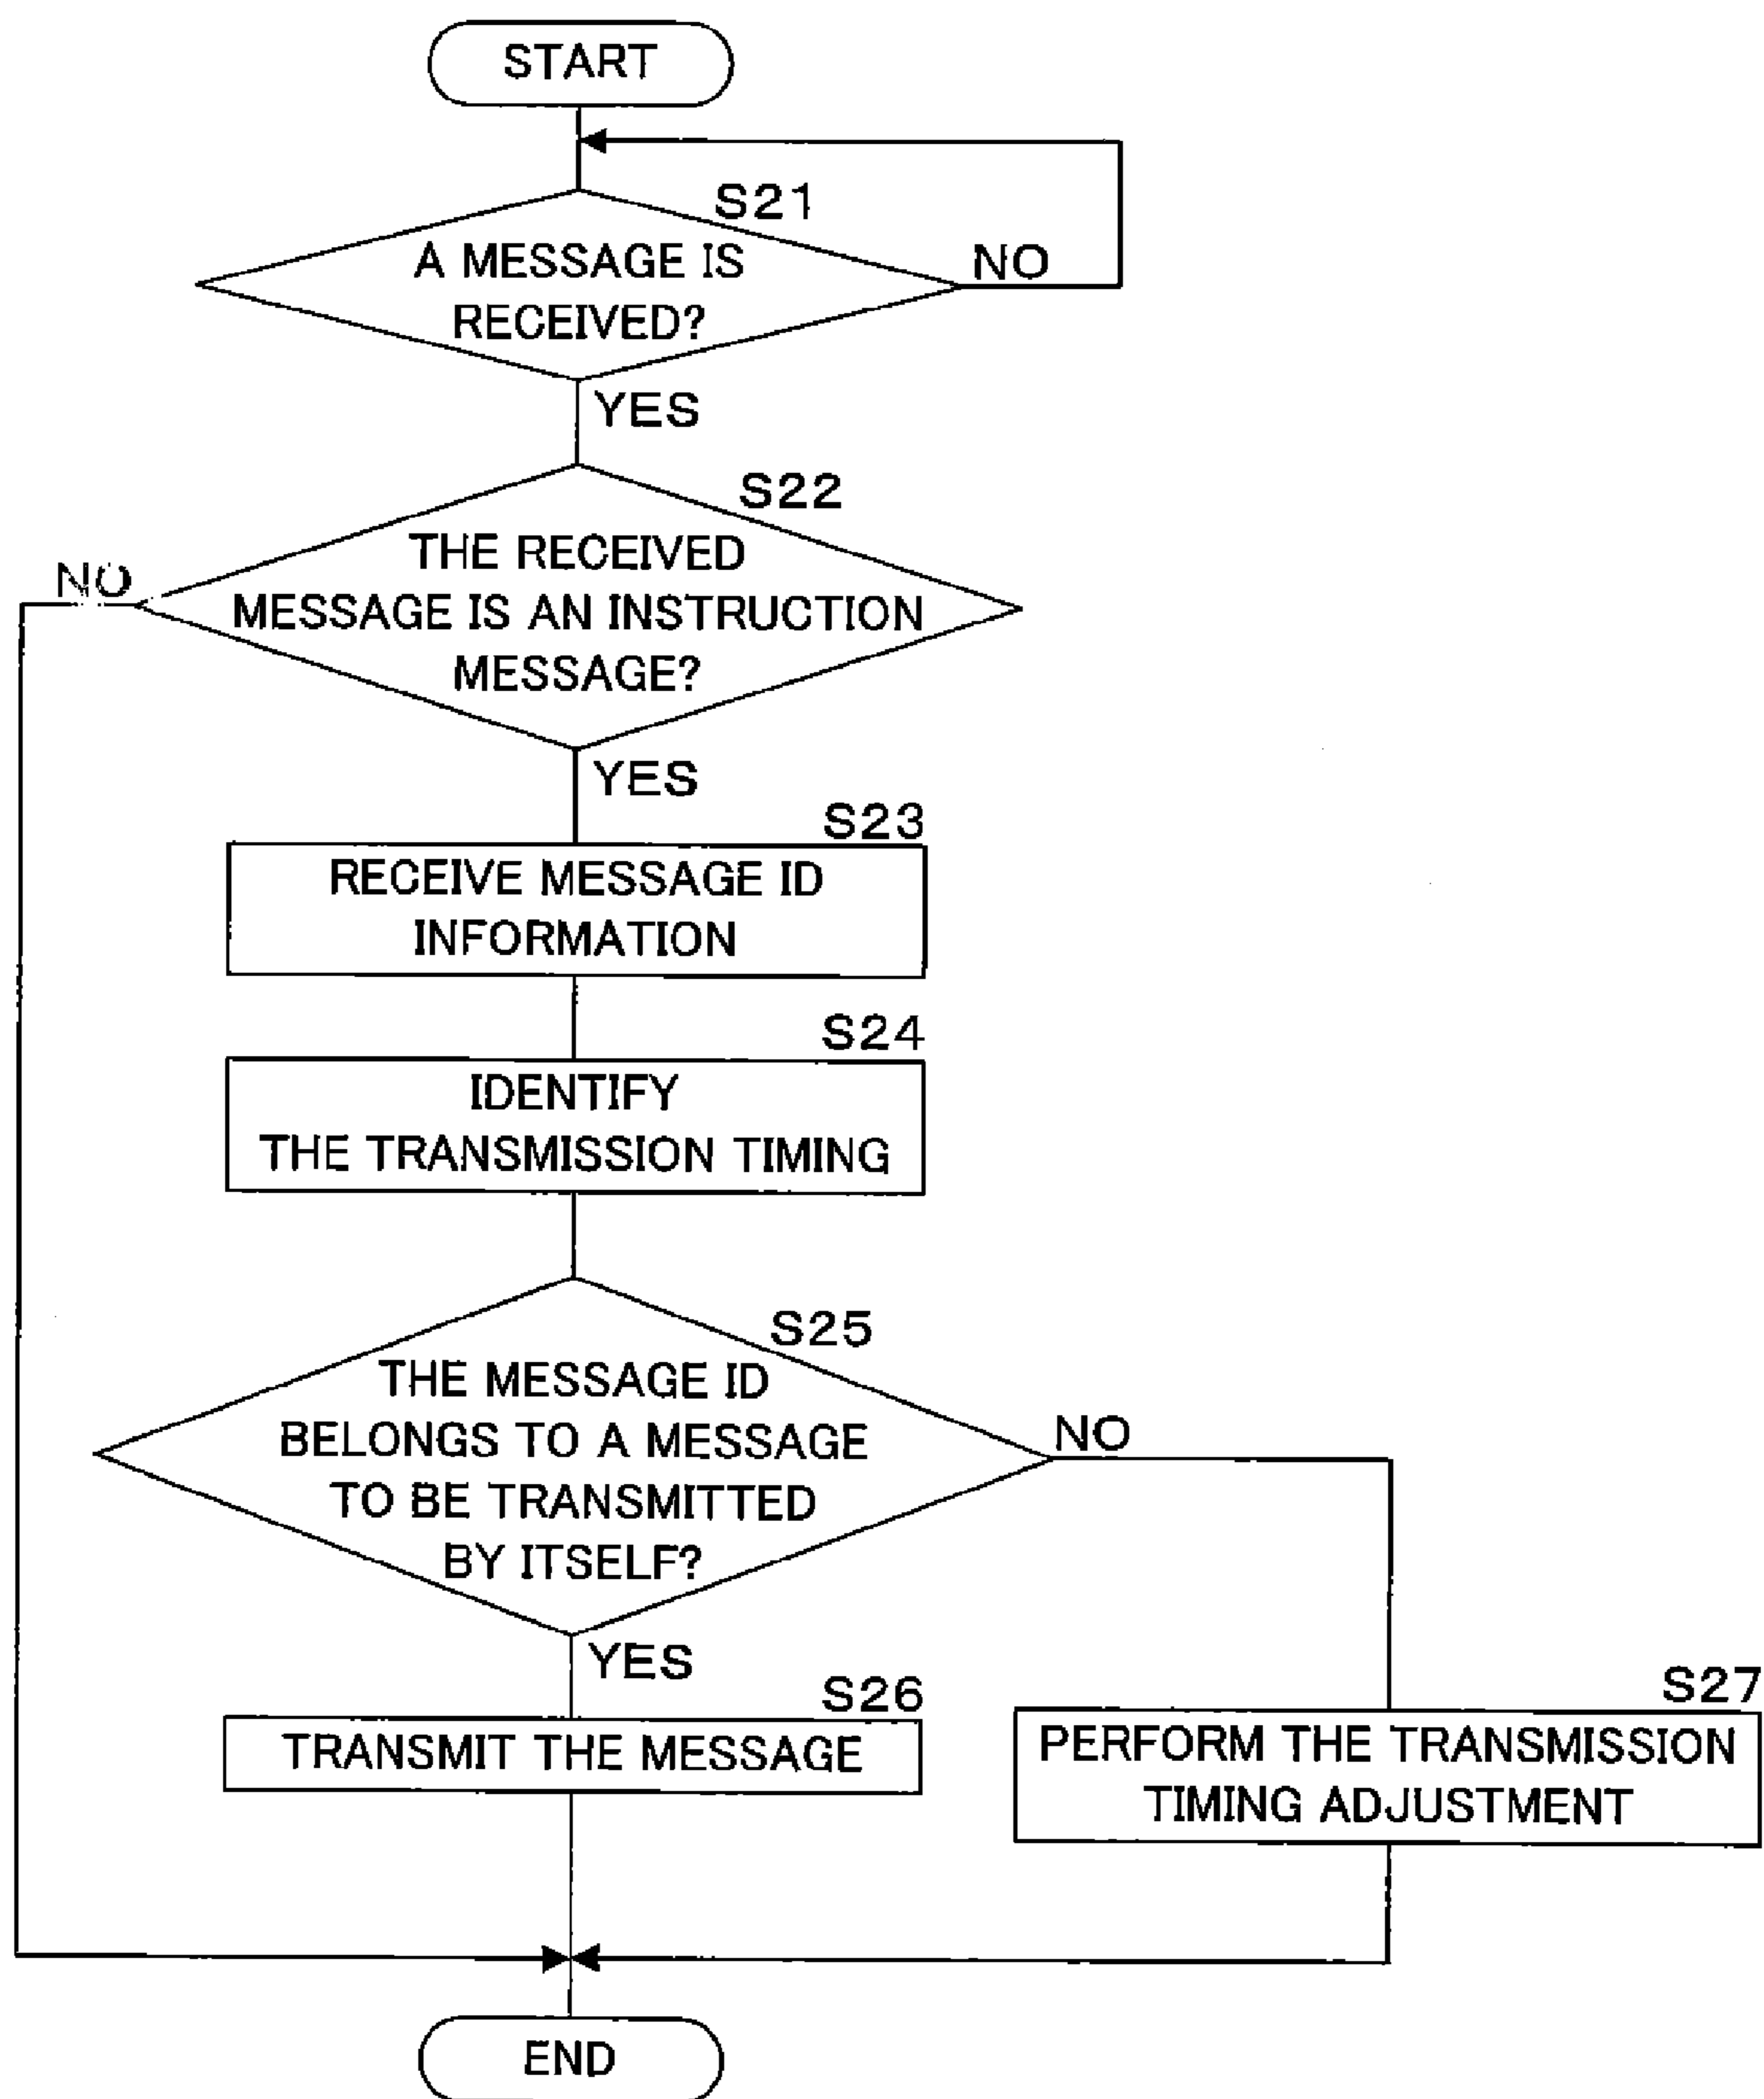 START
S21
A MESSAGE IS
RECEIVED?
NO
YES
S22
THE RECEIVED
MESSAGE IS AN INSTRUCTION
MESSAGE?
NO
YES
S23
RECEIVE MESSAGE ID
INFORMATION
S24
IDENTIFY
THE TRANSMISSION TIMING
S25
THE MESSAGE ID
BELONGS TO A MESSAGE
TO BE TRANSMITTED
BY ITSELF?
NO
YES
S26
TRANSMIT THE MESSAGE
S27
PERFORM THE TRANSMISSION
TIMING ADJUSTMENT
END